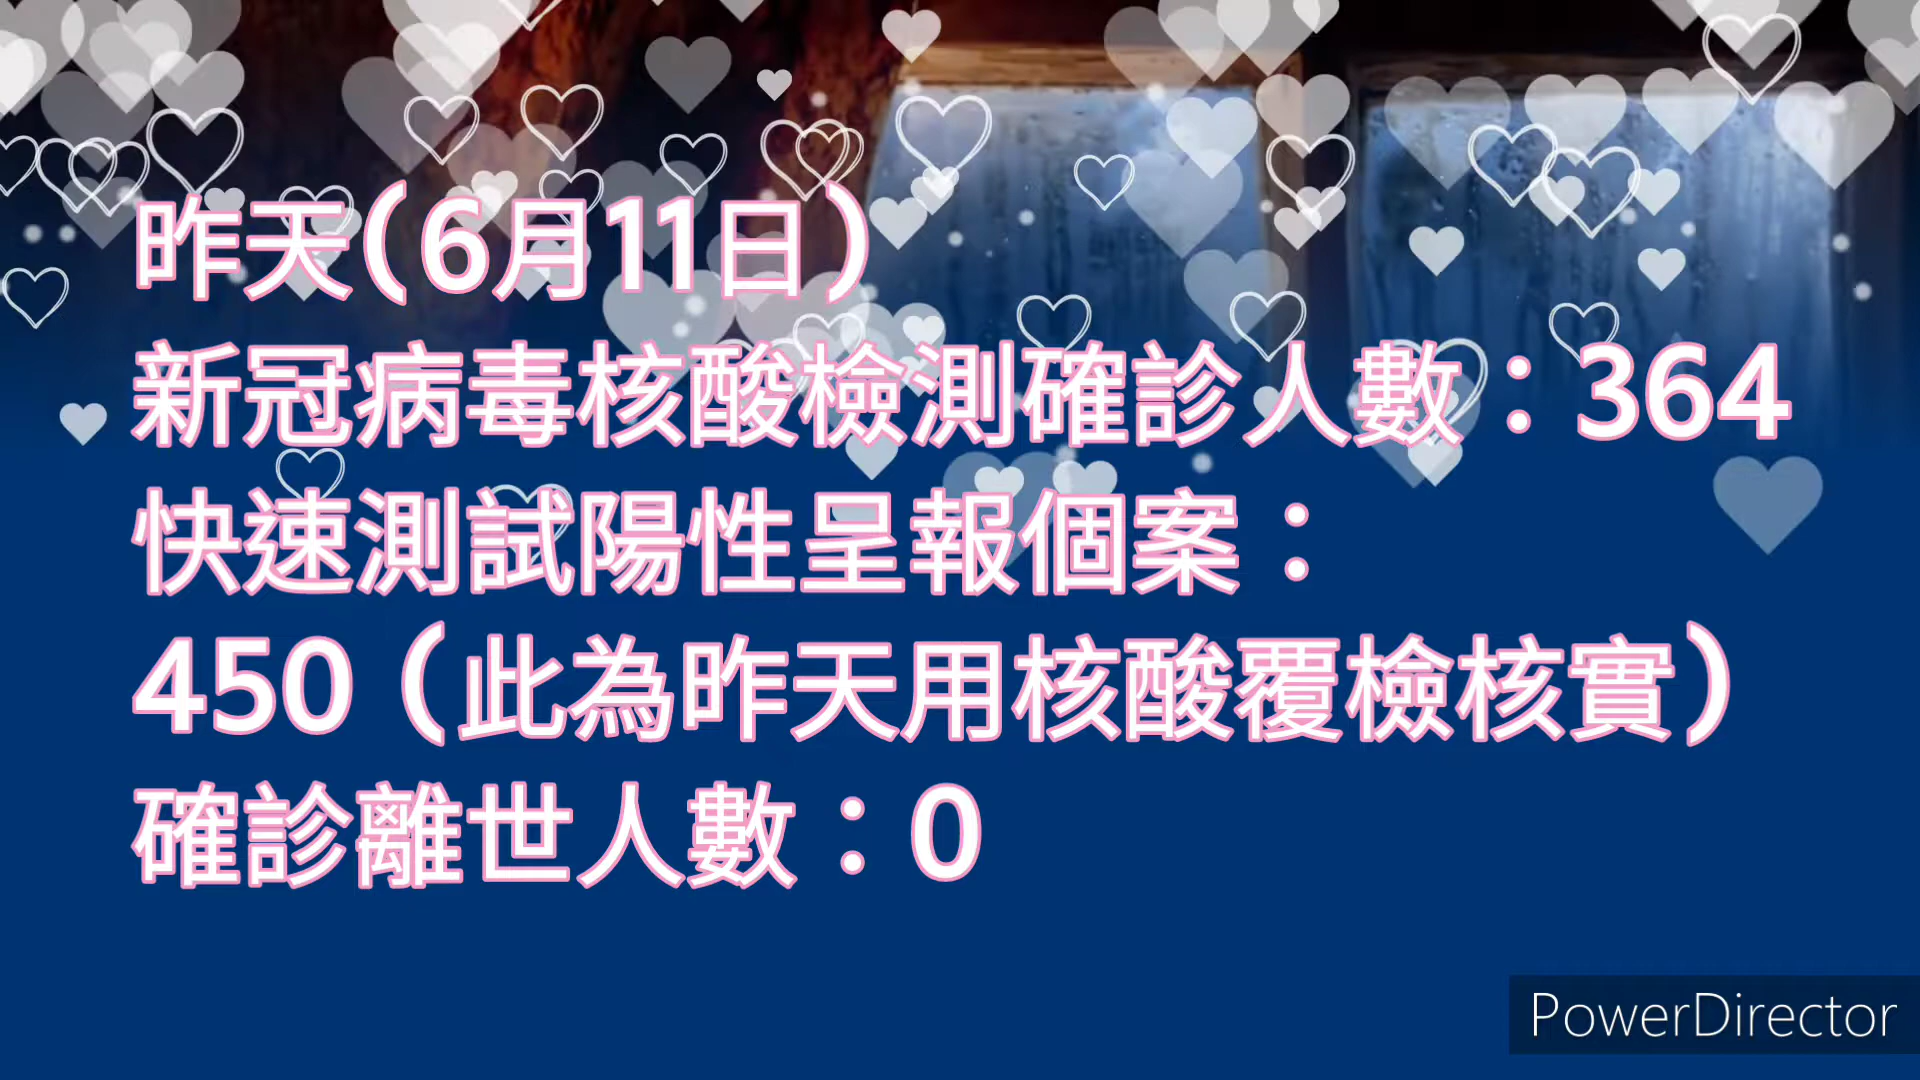 昨天(6月11日)
新冠病毒核酸檢測確診人數：364
快速測試陽性呈報個案：
450（此為昨天用核酸覆檢核實）
確診離世人數：0
PowerDirector